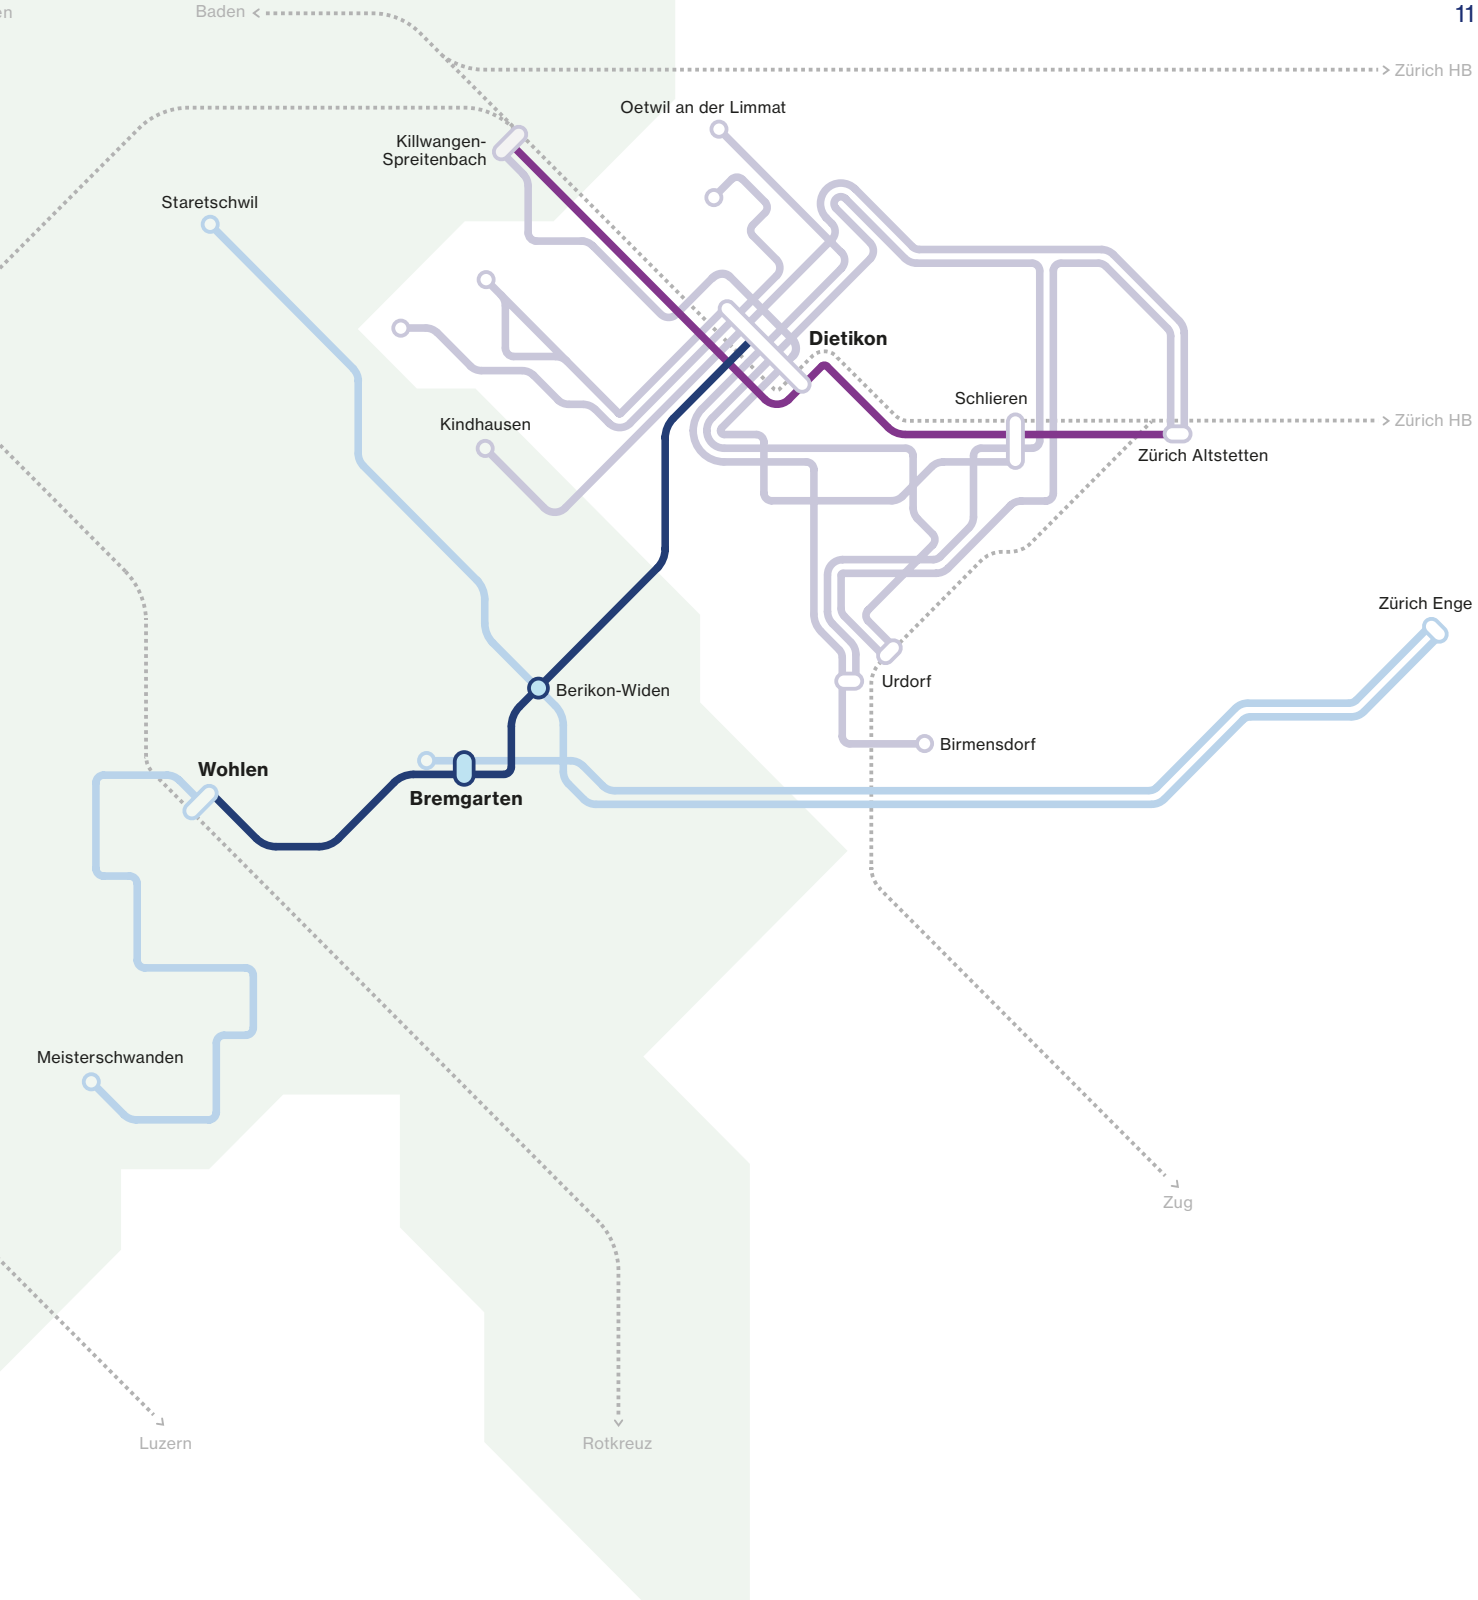 en
Baden
11
Zürich HB
Oetwil an der Limmat
Killwangen-
Spreitenbach
Staretschwil
Dietikon
Schlieren
Kindhausen
Zürich HB
Zürich Altstetten
Zürich Enge
Berikon-Widen
Urdorf
Birmensdorf
Wohlen
Bremgarten
Meisterschwanden
Zug
Luzern
Rotkreuz